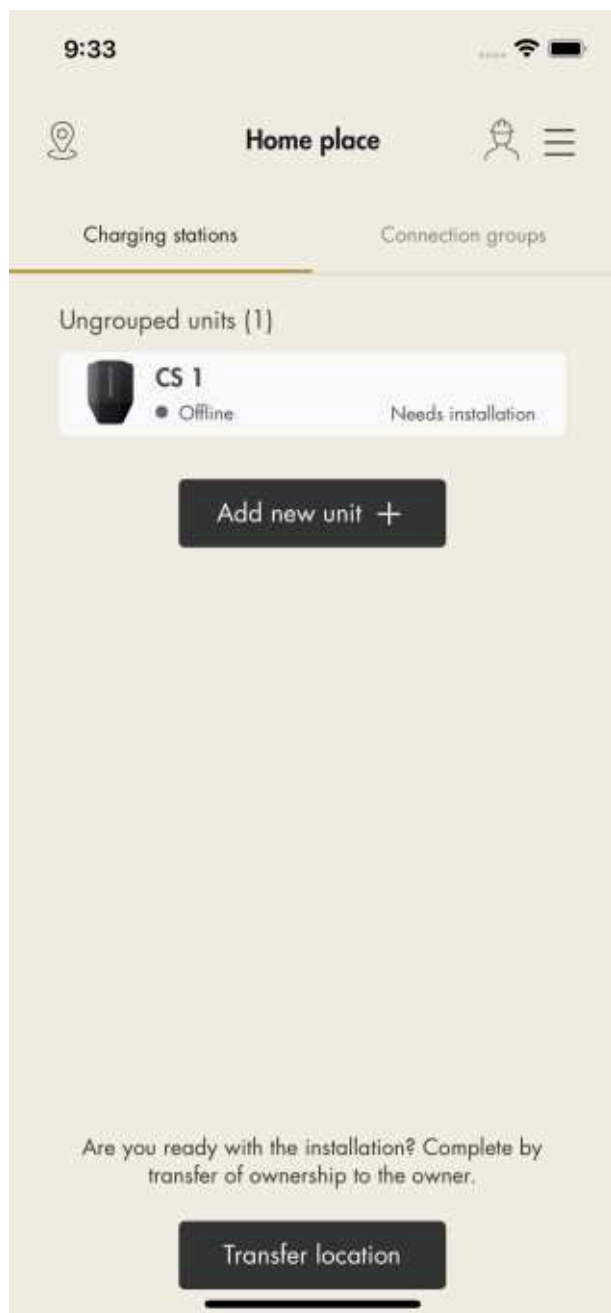 9:33
Home place
Charging stations
Connection groups
Ungrouped units (1)
CS 1
Offline
Needs installation
Add new unit +
Are you ready with the installation? Complete by
transfer of ownership to the owner.
Transfer location